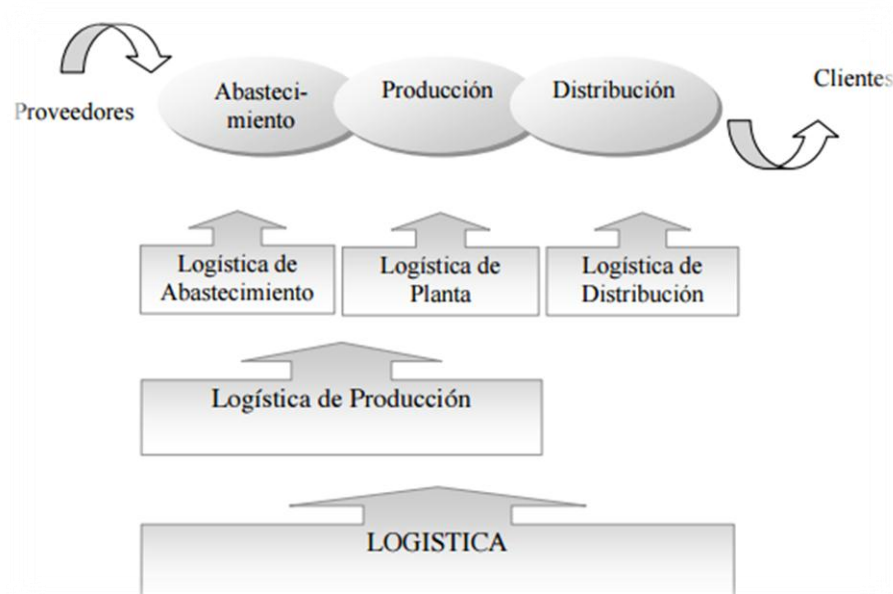 Proveedores
Abasteci-
miento
Producción
Distribución
Clientes
Logística de
Abastecimiento
Logística de
Planta
Logística de
Distribución
Logística de Producción
LOGISTICA